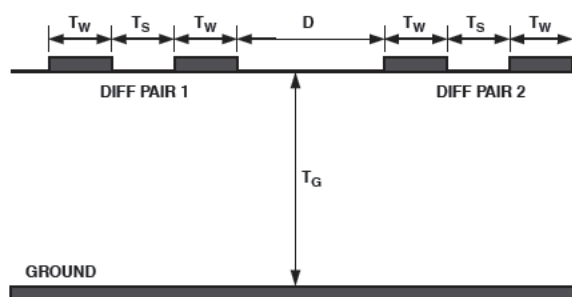 TW TS TW D TW TS TW
DIFF PAIR 1 DIFF PAIR 2
TG
GROUND